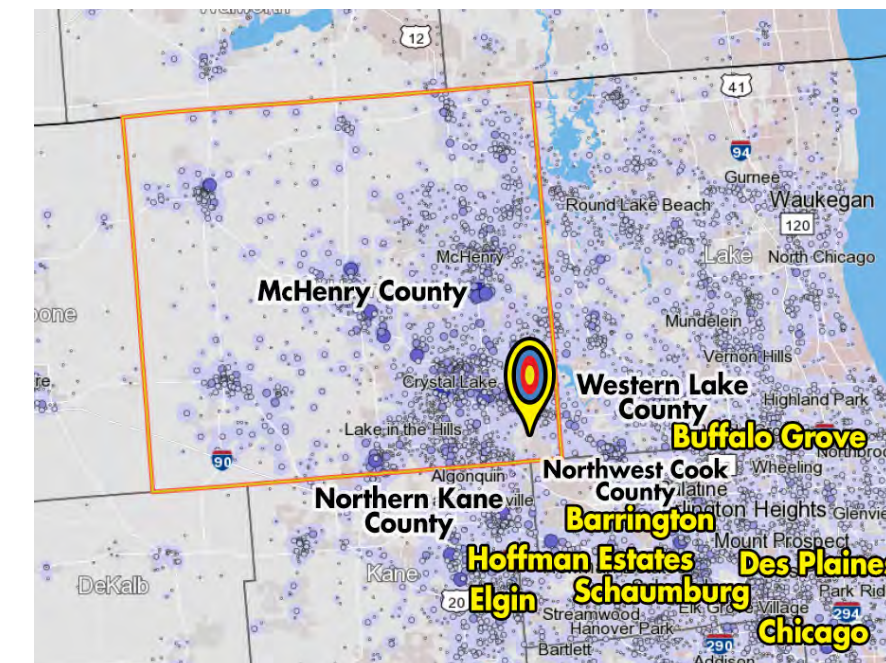 12
41
94
Gurnee
Waukegan
Round Lake Beach
120
McHenry
Lake
North Chicago
McHenry County
Mundelein
Vernon Hills
Crystal Lake
Western Lake
County
Highland Park
Lake in the Hills
Buffalo Grove
90
Wheeling
Algonquin
Northwest Cook
County
Northern Kane
County
Barrington
Mount Prospect
Hoffman Estates
Des Plaines
Kane
DeKalb
Schaumburg
20
Elgin
Elk Grove Village
294
Streamwood
Hanover Park
Chicago
290
Bartlett
Addison